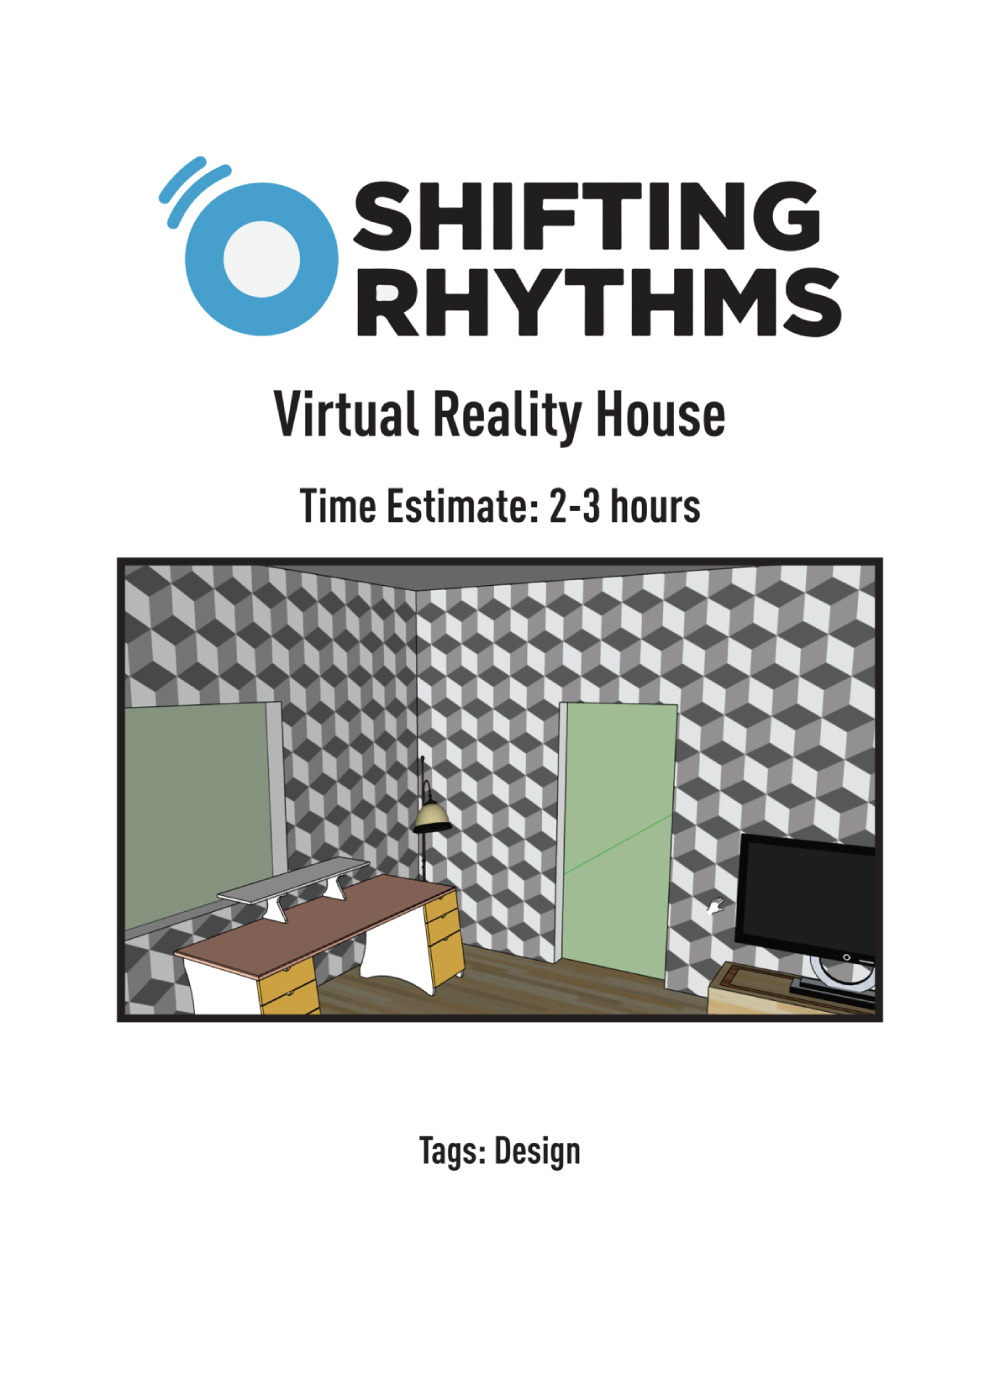 SHIFTING
RHYTHMS
Virtual Reality House
Time Estimate: 2-3 hours
Tags: Design